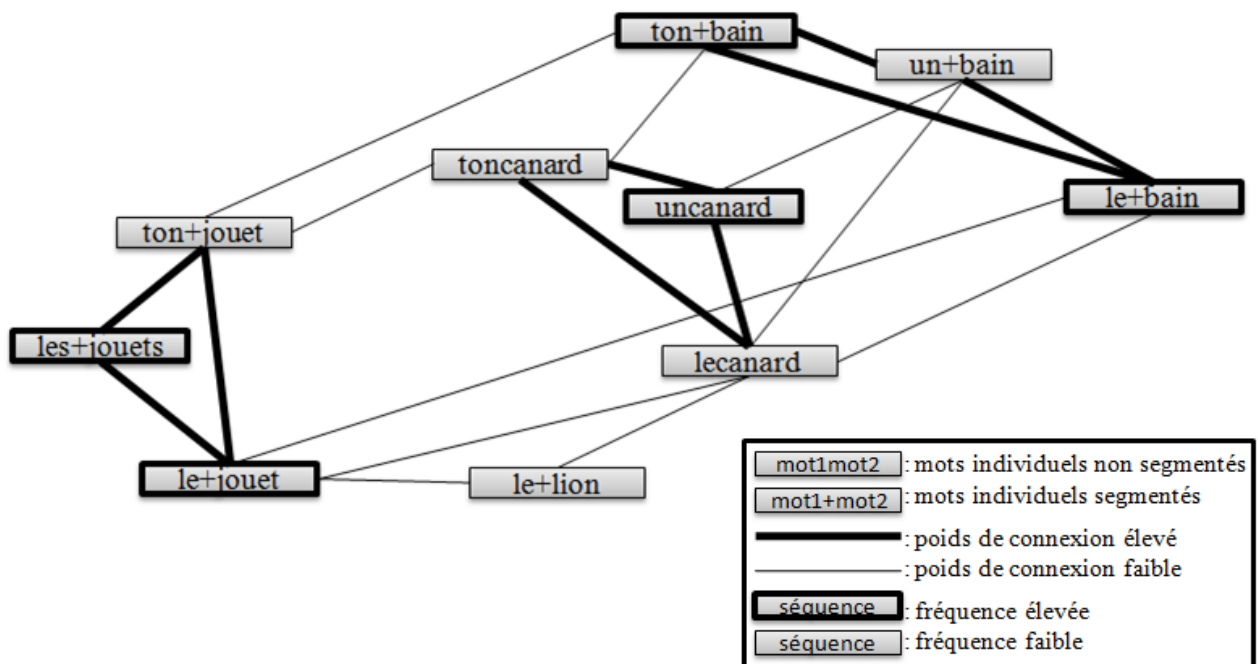 ton+bain
un+bain
toncanard
uncanard
le+bain
ton+jouet
les+jouets
lecanard
le+jouet
le+lion
mot1mot2 : mots individuels non segmentés
mot1+mot2 : mots individuels segmentés
: poids de connexion élevé
: poids de connexion faible
séquence : fréquence élevée
séquence : fréquence faible